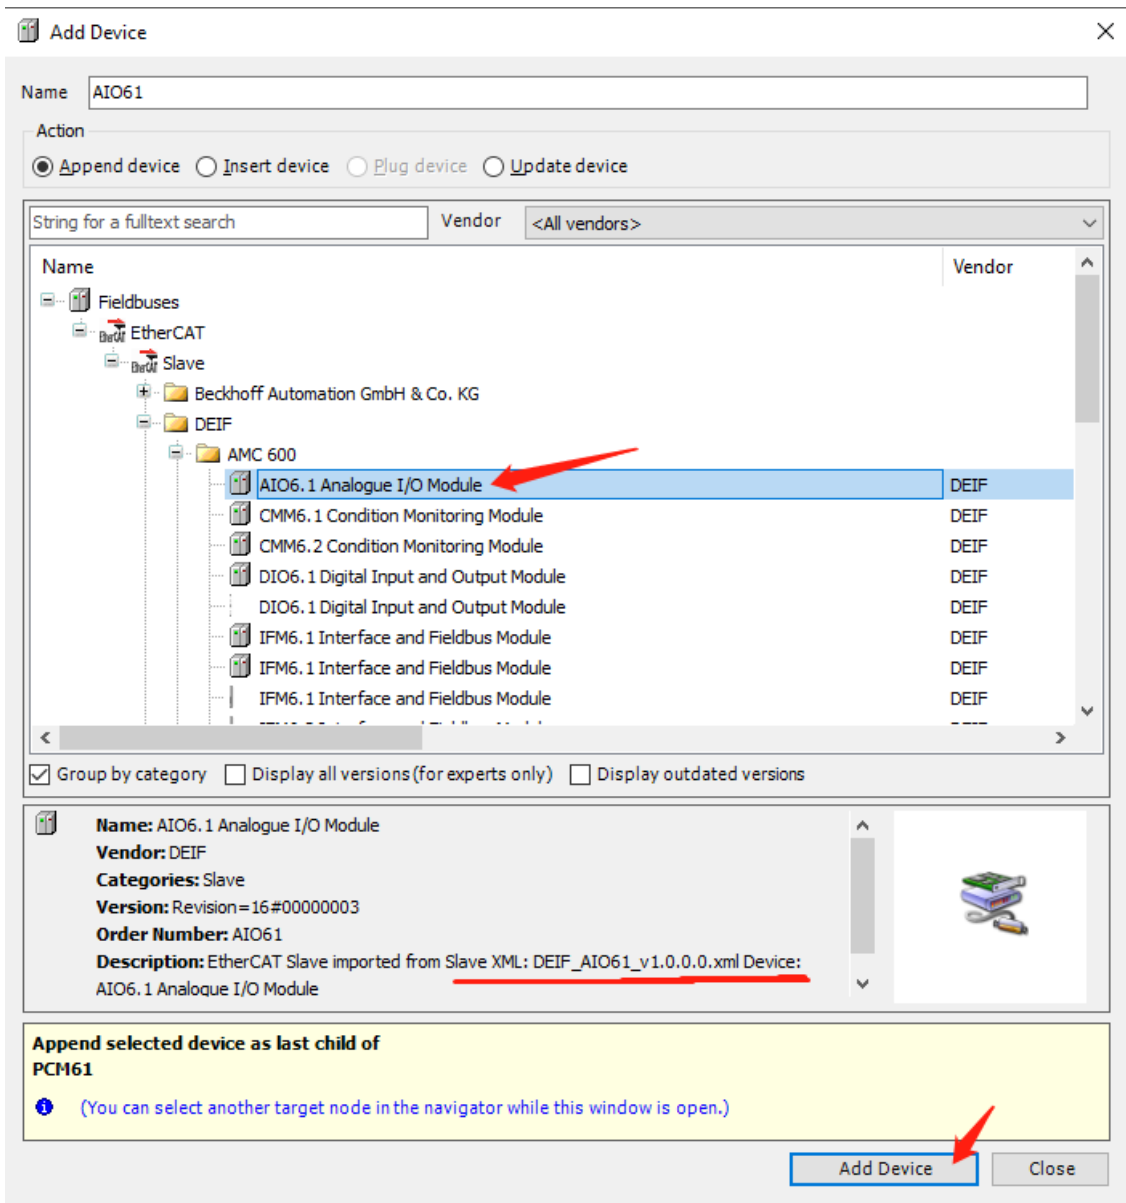 Add Device
Name AIO61
Action
Append device Insert device Plug device Update device
String for a fulltext search Vendor <All vendors>
Name Vendor
Fieldbuses
EtherCAT EtherCAT
EtherCAT Slave
Beckhoff Automation GmbH & Co. KG
DEIF
AMC 600
AIO6.1 Analogue I/O Module DEIF
CMM6.1 Condition Monitoring Module DEIF
CMM6.2 Condition Monitoring Module DEIF
DIO6.1 Digital Input and Output Module DEIF
DIO6.1 Digital Input and Output Module DEIF
IFM6.1 Interface and Fieldbus Module DEIF
IFM6.1 Interface and Fieldbus Module DEIF
IFM6.1 Interface and Fieldbus Module DEIF
Group by category Display all versions (for experts only) Display outdated versions
Name: AIO6.1 Analogue I/O Module
Vendor: DEIF
Categories: Slave
Version: Revision=16#00000003
Order Number: AIO61
Description: EtherCAT Slave imported from Slave XML: DEIF_AIO61_v1.0.0.0.xml Device:
AIO6.1 Analogue I/O Module
Append selected device as last child of
PCM61
(You can select another target node in the navigator while this window is open.)
Add Device Close